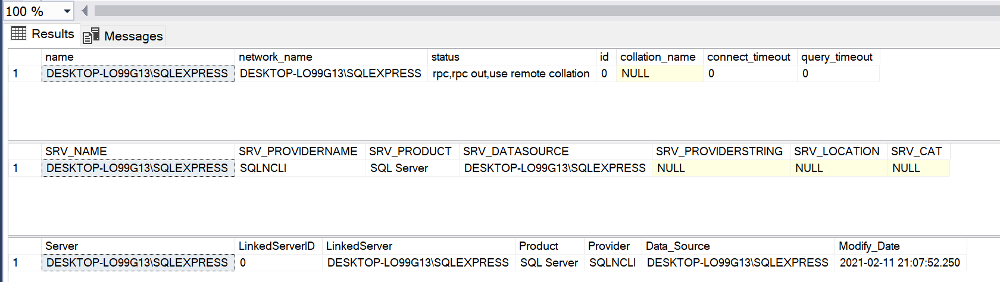 100 %
Results Messages
name network_name status id collation_name connect_timeout query_timeout
1 DESKTOP-LO99G13\SQLEXPRESS DESKTOP-LO99G13\SQLEXPRESS rpc,rpc out,use remote collation 0 NULL 0 0
SRV_NAME SRV_PROVIDERNAME SRV_PRODUCT SRV_DATASOURCE SRV_PROVIDERSTRING SRV_LOCATION SRV_CAT
1 DESKTOP-LO99G13\SQLEXPRESS SQLNCLI SQL Server DESKTOP-LO99G13\SQLEXPRESS NULL NULL NULL
Server LinkedServerID LinkedServer Product Provider Data_Source Modify_Date
1 DESKTOP-LO99G13\SQLEXPRESS 0 DESKTOP-LO99G13\SQLEXPRESS SQL Server SQLNCLI DESKTOP-LO99G13\SQLEXPRESS 2021-02-11 21:07:52.250